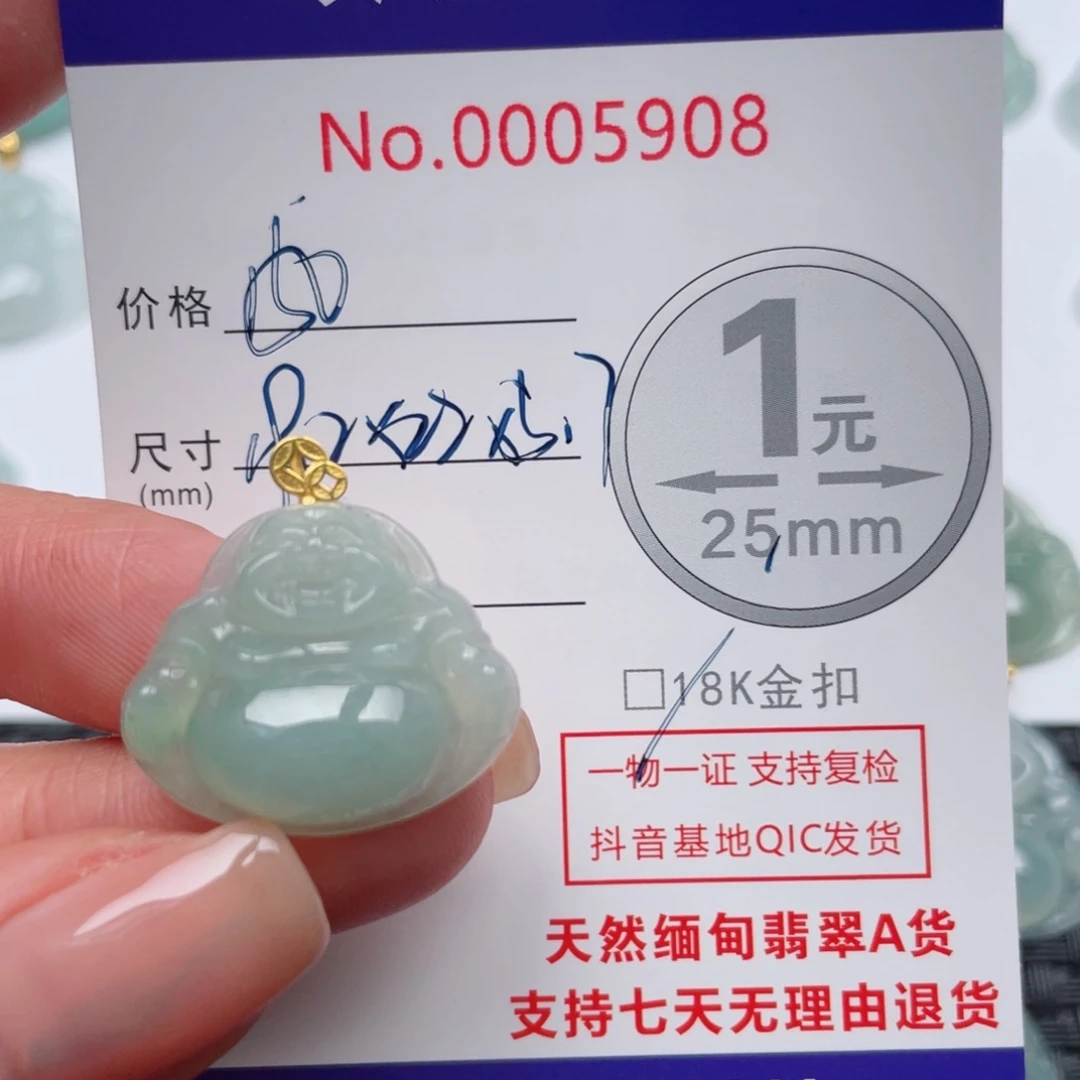 No.0005908
价格
尺寸
(mm)
1元
25mm
□18K金扣
一物一证 支持复检
抖音基地QIC发货
天然缅甸翡翠A货
支持七天无理由退货